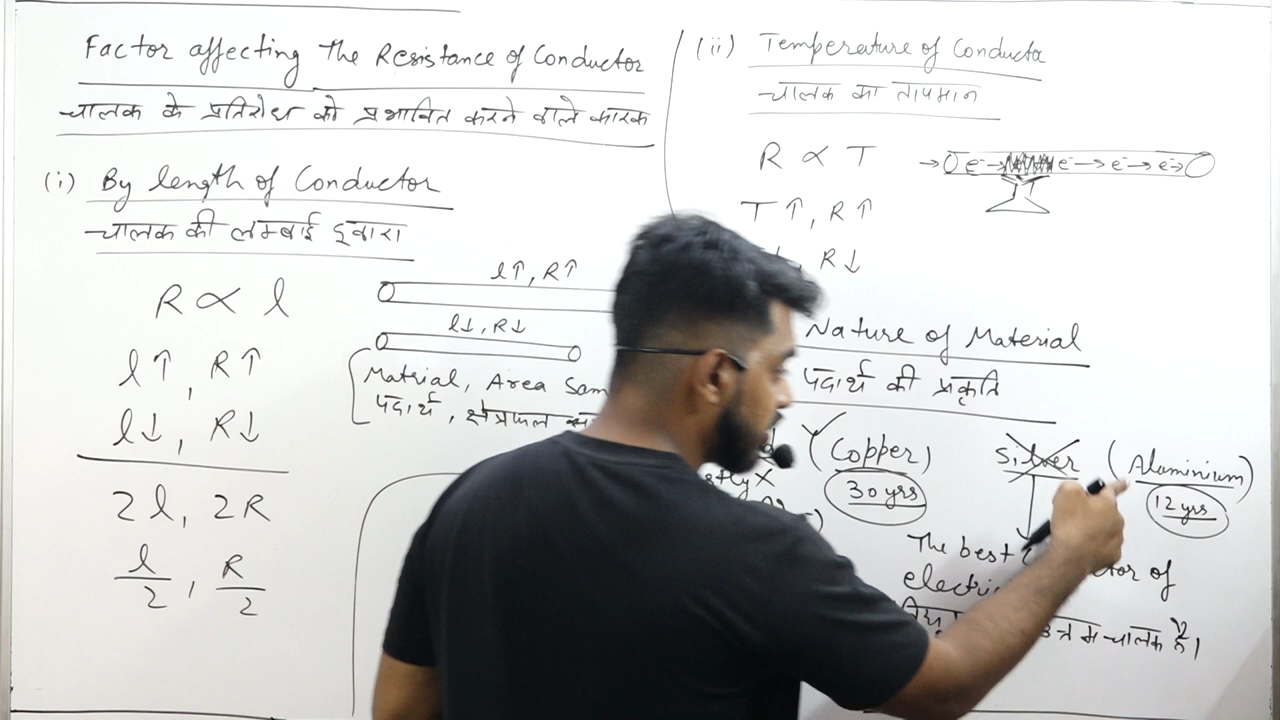 Factor affecting The Resistance of Conductor
चालक के प्रतिरोध को प्रभावित करने वाले कारक
(i) By length of Conductor
चालक की लम्बाई द्वारा
R ∝ l
l↑, R↑
l↓, R↓
l↑, R↑
l↓, R↓
Matrial, Area Sam
पदार्थ, क्षेत्रफल
2l, 2R
l/2, R/2
(ii) Temperature of Conducto
चालक का तापमान
R ∝ T
→ e⁻→ e⁻→ e⁻→ e⁻→
T↑, R↑
R↓
Nature of Material
पदार्थ की प्रकृति
(Copper)
30 yrs
Silver
(Aluminium)
12 yrs
stly X
The best
tor of
electri
चालक है।